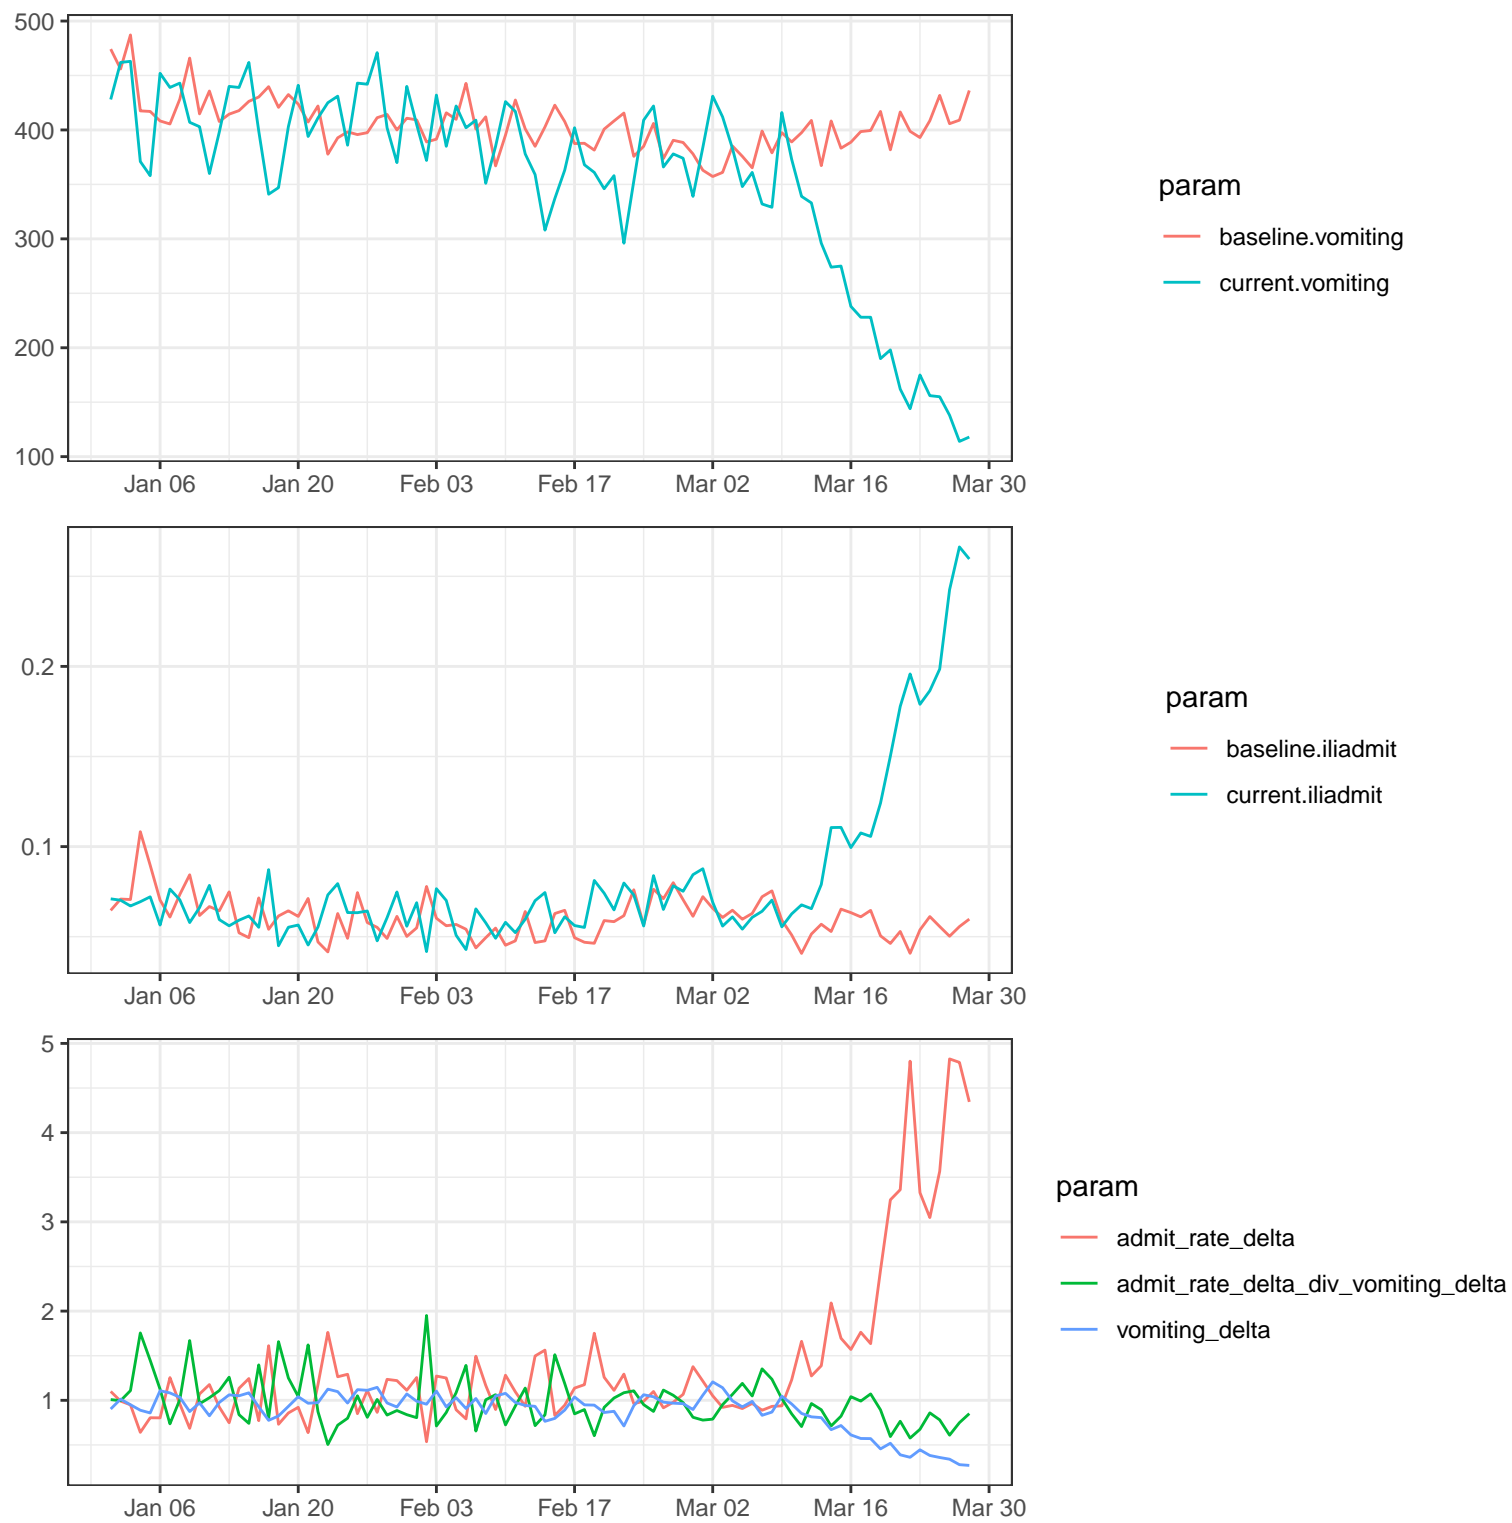 500
400
300
200
100
Jan 06 Jan 20 Feb 03 Feb 17 Mar 02 Mar 16 Mar 30
param
baseline.vomiting
current.vomiting
0.2
0.1
Jan 06 Jan 20 Feb 03 Feb 17 Mar 02 Mar 16 Mar 30
param
baseline.iliadmit
current.iliadmit
5
4
3
2
1
Jan 06 Jan 20 Feb 03 Feb 17 Mar 02 Mar 16 Mar 30
param
admit_rate_delta
admit_rate_delta_div_vomiting_delta
vomiting_delta